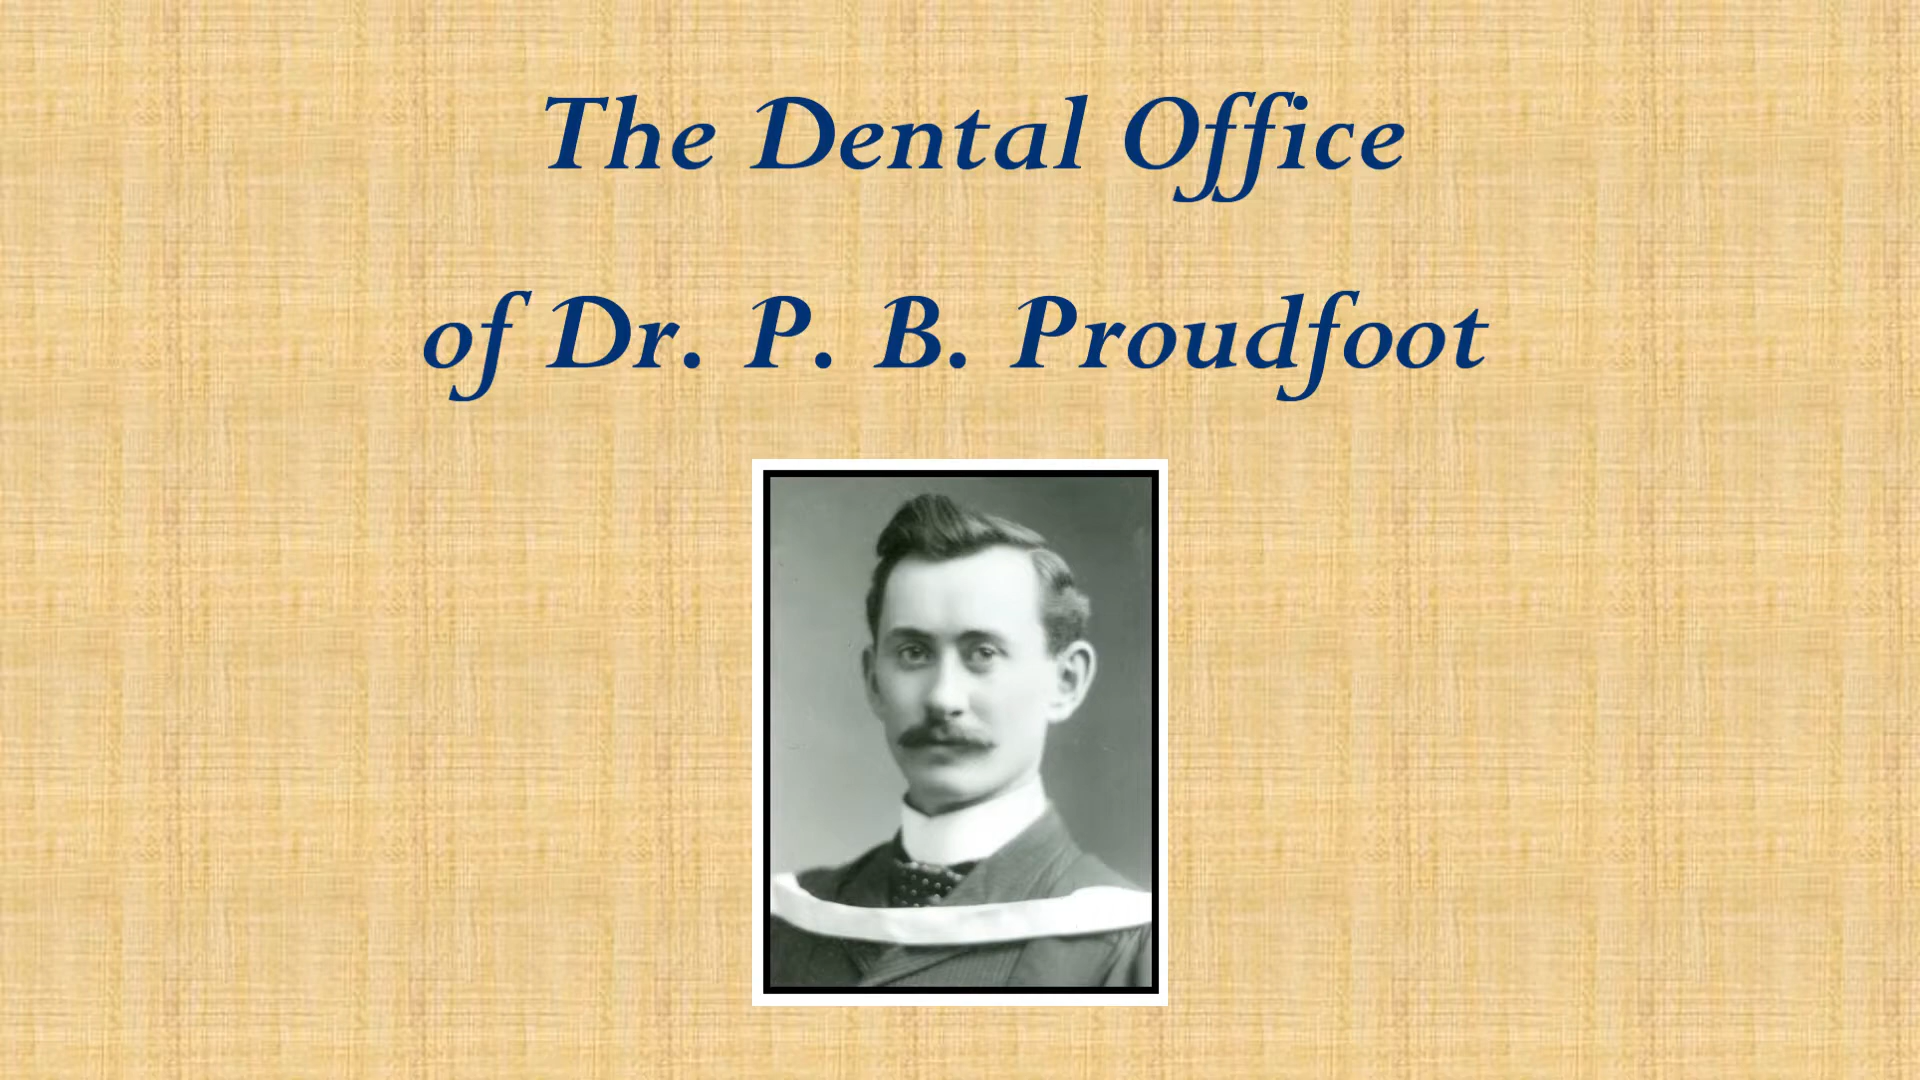 The Dental Office
of Dr. P. B. Proudfoot